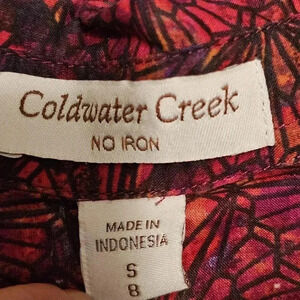 Coldwater Creek
NO IRON
MADE IN
INDONESIA
S
8